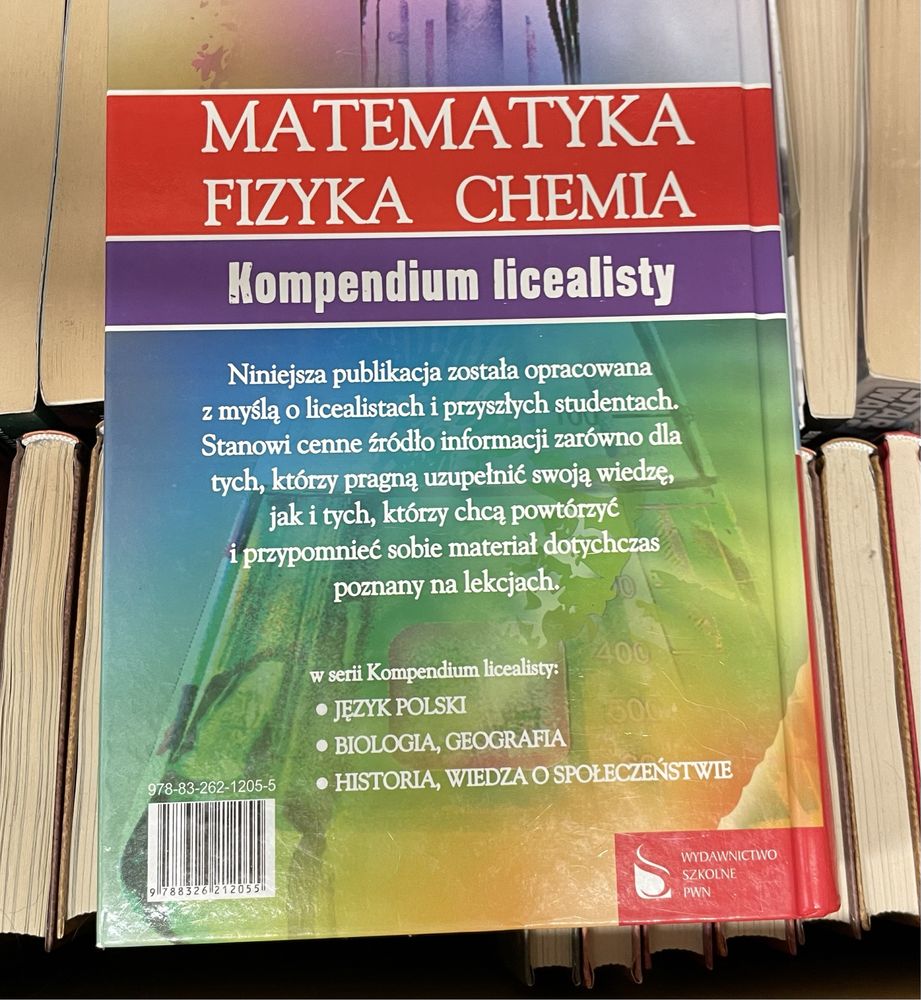 MATEMATYKA
FIZYKA CHEMIA
Kompendium licealisty
Niniejsza publikacja została opracowana
z myślą o licealistach i przyszłych studentach.
Stanowi cenne źródło informacji zarówno dla
tych, którzy pragną uzupełnić swoją wiedzę,
jak i tych, którzy chcą powtórzyć
i przypomnieć sobie materiał dotychczas
poznany na lekcjach.
w serii Kompendium licealisty:
• JĘZYK POLSKI
• BIOLOGIA, GEOGRAFIA
• HISTORIA, WIEDZA O SPOŁECZEŃSTWIE
978-83-262-1205-5
9 788326 212055
WYDAWNICTWO
SZKOLNE
PWN
400
500